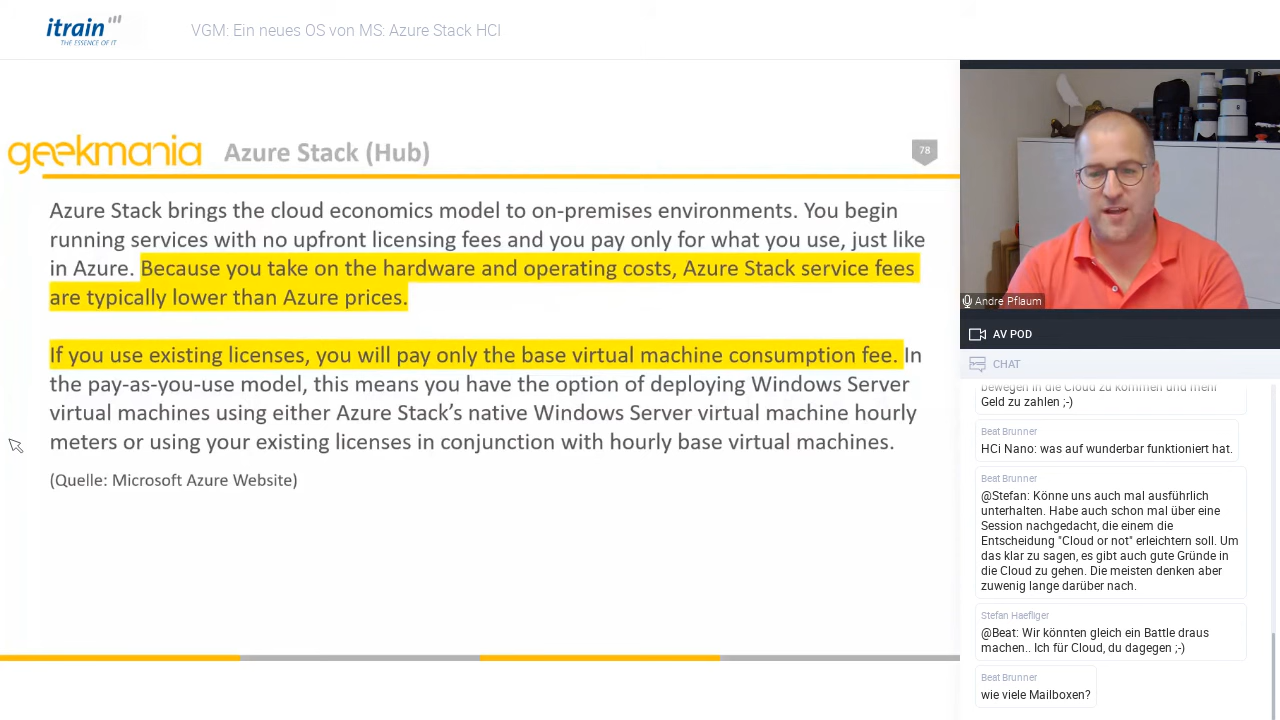 itrain
THE ESSENCE OF IT
VGM: Ein neues OS von MS: Azure Stack HCI
geekmania
Azure Stack (Hub)
78
Azure Stack brings the cloud economics model to on-premises environments. You begin
running services with no upfront licensing fees and you pay only for what you use, just like
in Azure. Because you take on the hardware and operating costs, Azure Stack service fees
are typically lower than Azure prices.
If you use existing licenses, you will pay only the base virtual machine consumption fee. In
the pay-as-you-use model, this means you have the option of deploying Windows Server
virtual machines using either Azure Stack’s native Windows Server virtual machine hourly
meters or using your existing licenses in conjunction with hourly base virtual machines.
(Quelle: Microsoft Azure Website)
Andre Pflaum
AV POD
CHAT
bewegen in die Cloud zu kommen und mehr
Geld zu zahlen ;-)
Beat Brunner
HCi Nano: was auf wunderbar funktioniert hat.
Beat Brunner
@Stefan: Könne uns auch mal ausführlich
unterhalten. Habe auch schon mal über eine
Session nachgedacht, die einem die
Entscheidung "Cloud or not" erleichtern soll. Um
das klar zu sagen, es gibt auch gute Gründe in
die Cloud zu gehen. Die meisten denken aber
zuwenig lange darüber nach.
Stefan Haefliger
@Beat: Wir könnten gleich ein Battle draus
machen.. Ich für Cloud, du dagegen ;-)
Beat Brunner
wie viele Mailboxen?